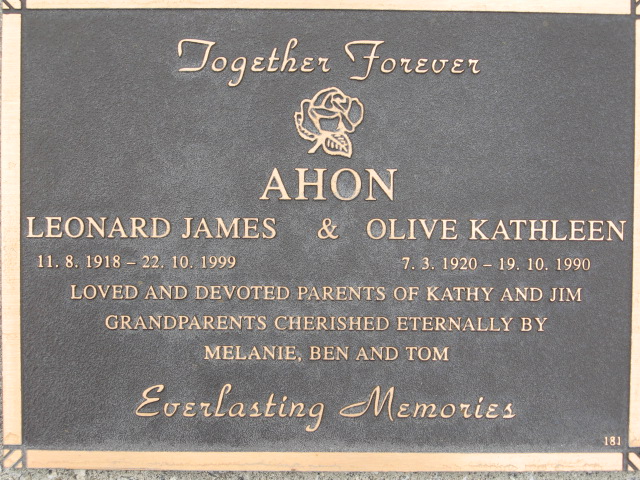 Together Forever
AHON
LEONARD JAMES & OLIVE KATHLEEN
11. 8. 1918 – 22. 10. 1999 7. 3. 1920 – 19. 10. 1990
LOVED AND DEVOTED PARENTS OF KATHY AND JIM
GRANDPARENTS CHERISHED ETERNALLY BY
MELANIE, BEN AND TOM
Everlasting Memories
181